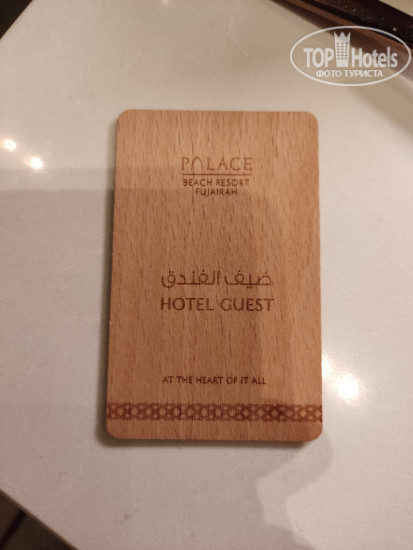 TOP Hotels
ФОТО ТУРИСТА
PALACE
BEACH RESORT
FUJAIRAH
ضيف الفندق
HOTEL GUEST
AT THE HEART OF IT ALL